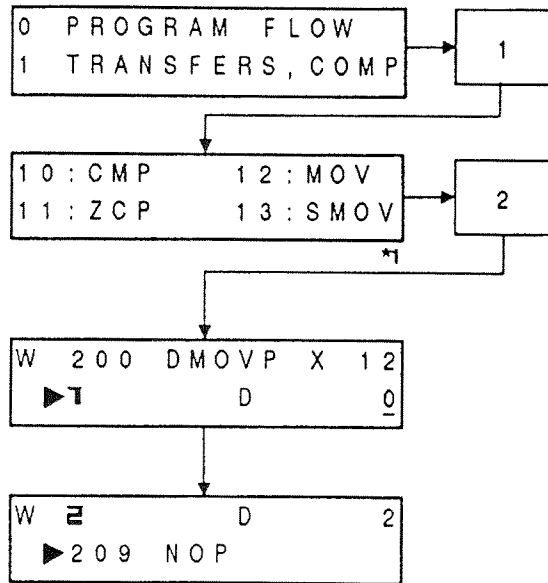 0 PROGRAM FLOW
1 TRANSFERS, COMP
1
10:CMP 12:MOV
11:ZCP 13:SMOV
2
*1
W 200 DMOVP X 12
▶1 D 0
W 2 D 2
▶209 NOP